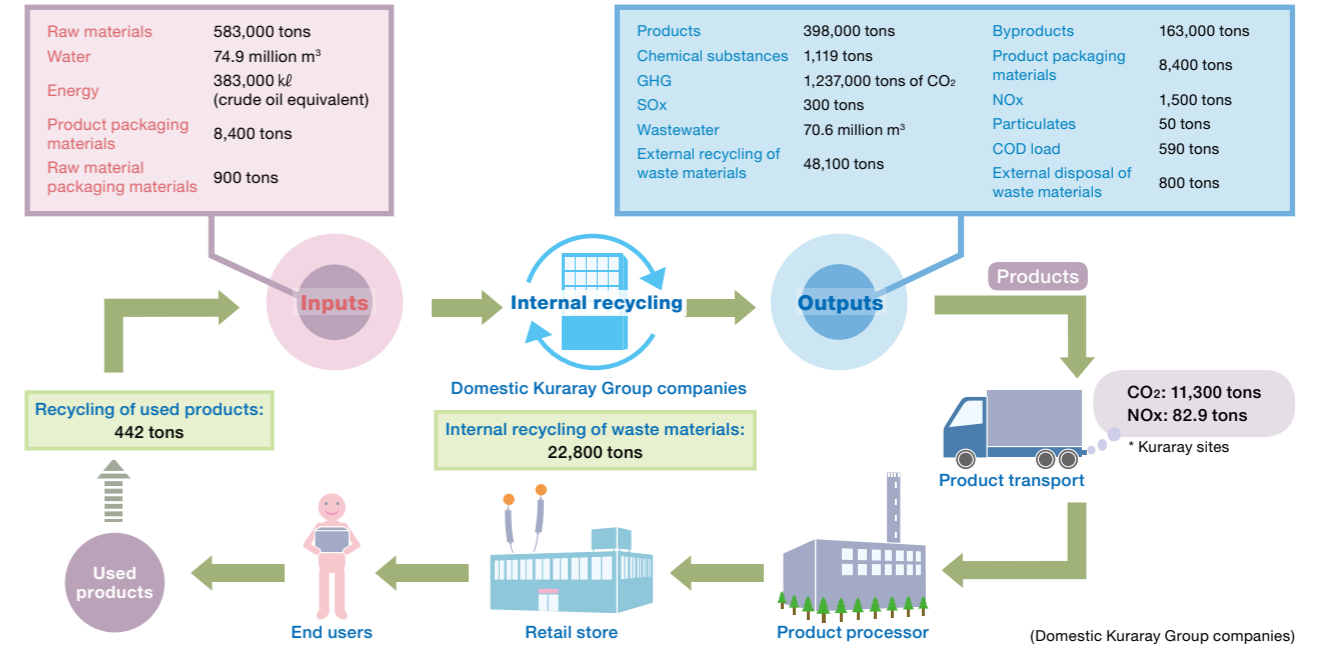 Raw materials 583,000 tons
Water 74.9 million m³
Energy 383,000 kℓ
(crude oil equivalent)
Product packaging
materials 8,400 tons
Raw material
packaging materials 900 tons
Products 398,000 tons
Chemical substances 1,119 tons
GHG 1,237,000 tons of CO₂
SOx 300 tons
Wastewater 70.6 million m³
External recycling of
waste materials 48,100 tons
Byproducts 163,000 tons
Product packaging
materials 8,400 tons
NOx 1,500 tons
Particulates 50 tons
COD load 590 tons
External disposal of
waste materials 800 tons
Inputs
Internal recycling
Outputs
Products
Domestic Kuraray Group companies
Recycling of used products:
442 tons
Internal recycling of waste materials:
22,800 tons
CO₂: 11,300 tons
NOx: 82.9 tons
* Kuraray sites
Product transport
Used
products
End users
Retail store
Product processor
(Domestic Kuraray Group companies)